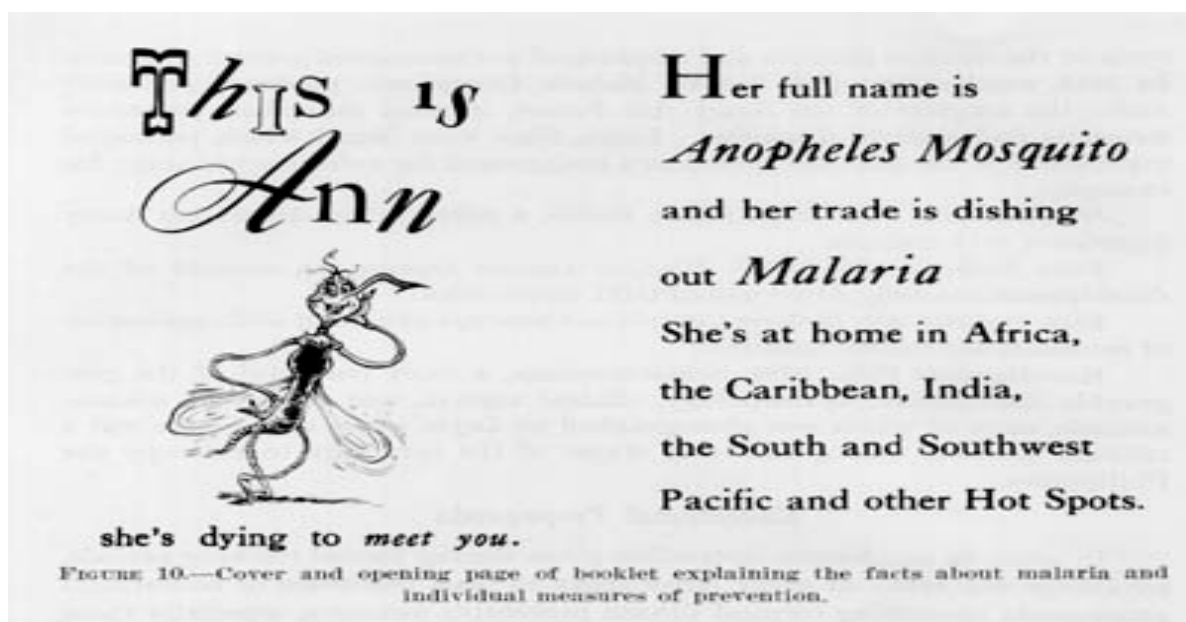 This is
Ann
she's dying to meet you.
Her full name is
Anopheles Mosquito
and her trade is dishing
out Malaria
She's at home in Africa,
the Caribbean, India,
the South and Southwest
Pacific and other Hot Spots.
Figure 10.—Cover and opening page of booklet explaining the facts about malaria and
individual measures of prevention.